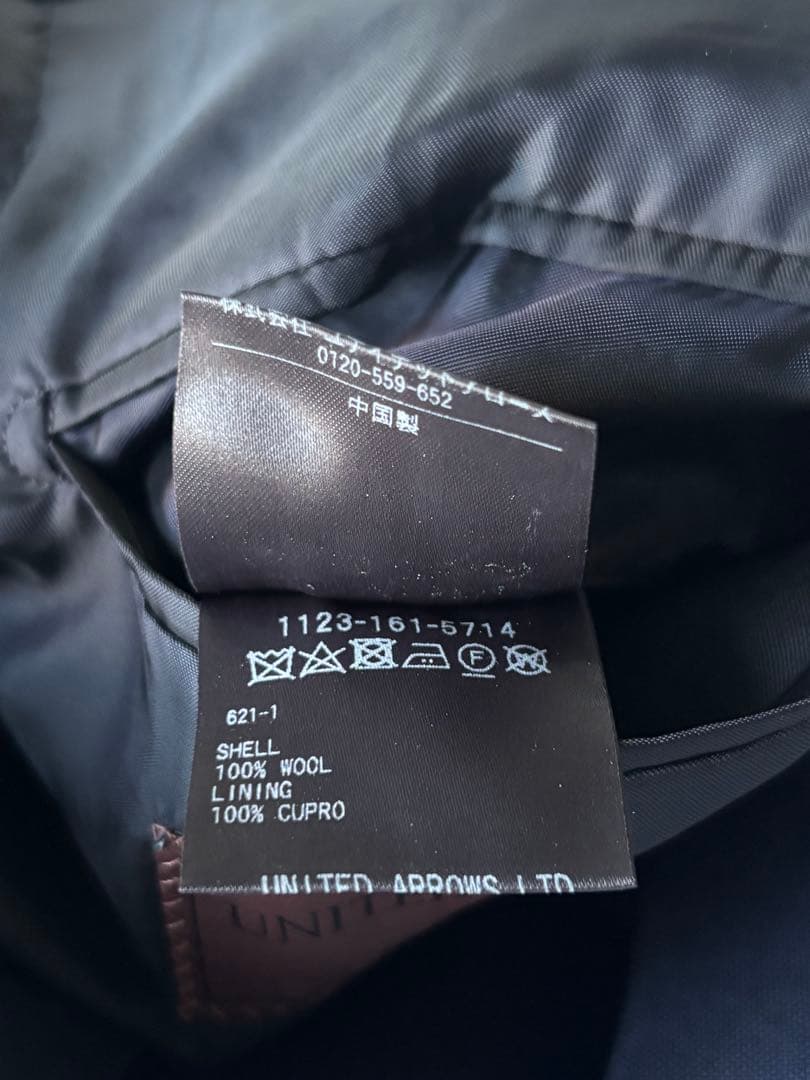 株式会社 ユナイテッドアローズ
0120-559-652
中国製
1123-161-5714
F W
621-1
SHELL
100% WOOL
LINING
100% CUPRO
UNITED ARROWS LTD